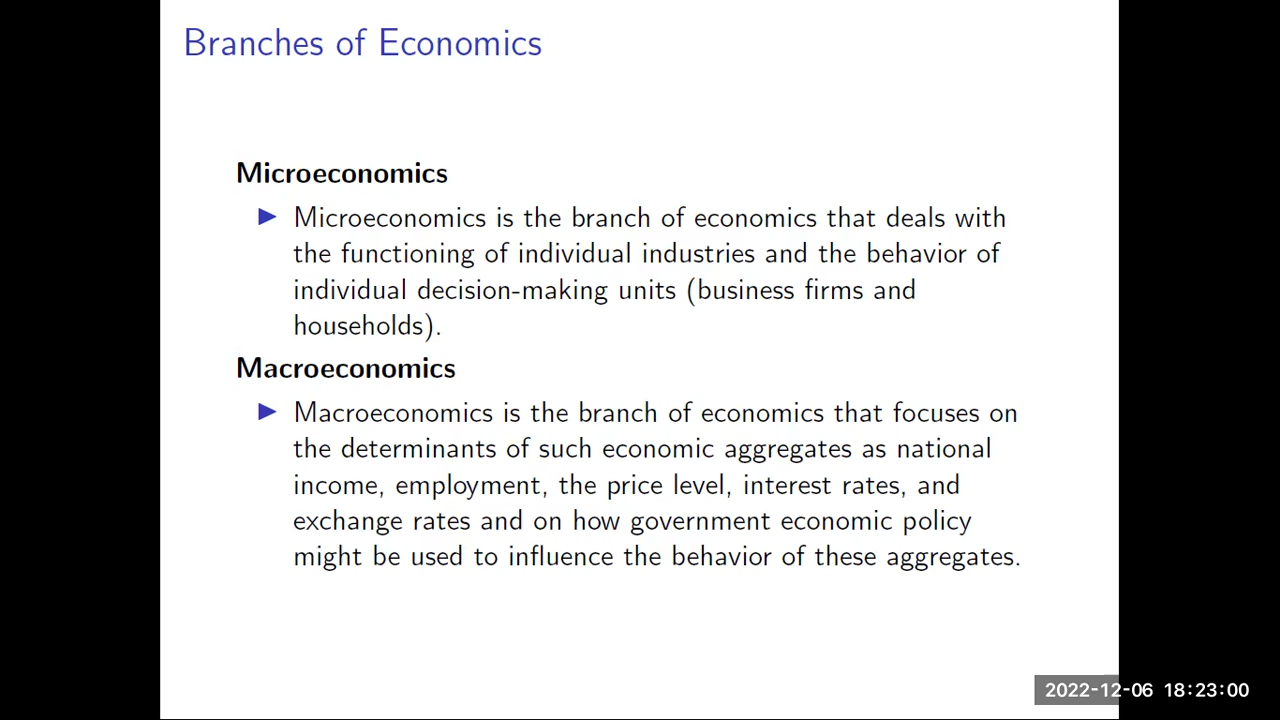 Branches of Economics
Microeconomics
Microeconomics is the branch of economics that deals with
the functioning of individual industries and the behavior of
individual decision-making units (business firms and
households).
Macroeconomics
Macroeconomics is the branch of economics that focuses on
the determinants of such economic aggregates as national
income, employment, the price level, interest rates, and
exchange rates and on how government economic policy
might be used to influence the behavior of these aggregates.
2022-12-06 18:23:00